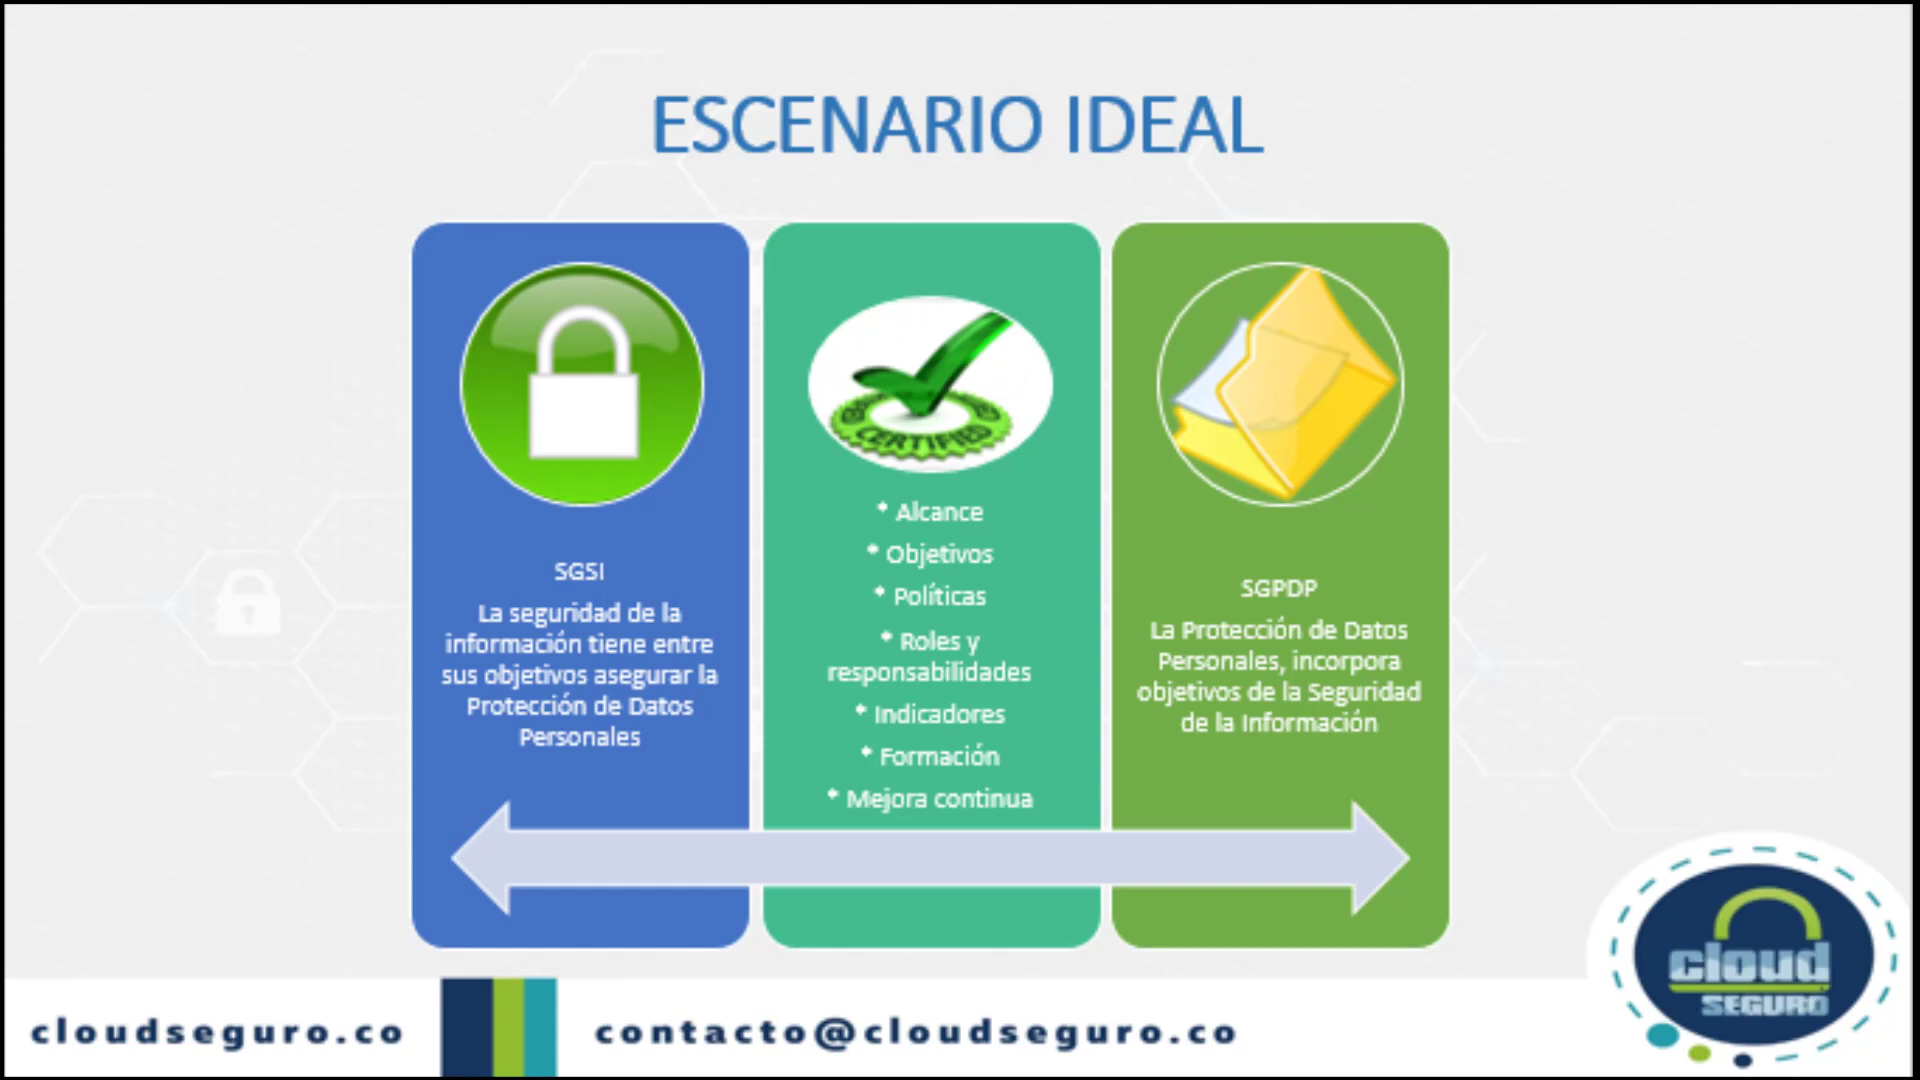 ESCENARIO IDEAL
CERTIFIED
SGSI
La seguridad de la
información tiene entre
sus objetivos asegurar la
Protección de Datos
Personales
* Alcance
* Objetivos
* Políticas
* Roles y
responsabilidades
* Indicadores
* Formación
* Mejora continua
SGPDP
La Protección de Datos
Personales, incorpora
objetivos de la Seguridad
de la Información
cloud
SEGURO
cloudseguro.co
contacto@cloudseguro.co